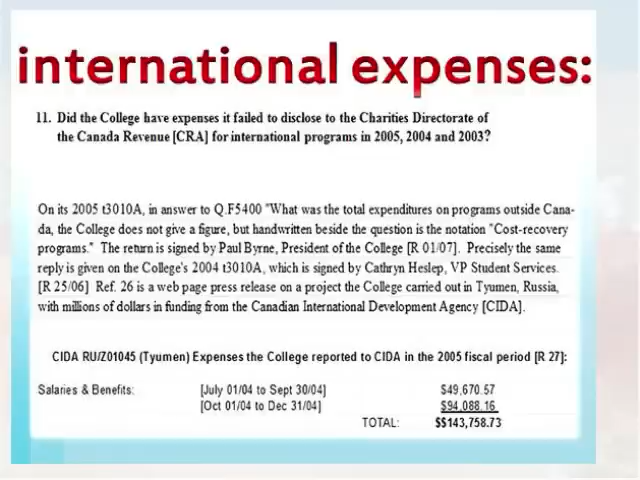 international expenses:
11. Did the College have expenses it failed to disclose to the Charities Directorate of
the Canada Revenue [CRA] for international programs in 2005, 2004 and 2003?
On its 2005 t3010A, in answer to Q.F5400 "What was the total expenditures on programs outside Cana-
da, the College does not give a figure, but handwritten beside the question is the notation "Cost-recovery
programs." The return is signed by Paul Byrne, President of the College [R 01/07]. Precisely the same
reply is given on the College's 2004 t3010A, which is signed by Cathryn Heslep, VP Student Services.
[R 25/06] Ref. 26 is a web page press release on a project the College carried out in Tyumen, Russia,
with millions of dollars in funding from the Canadian International Development Agency [CIDA].
CIDA RU/Z01045 (Tyumen) Expenses the College reported to CIDA in the 2005 fiscal period [R 27]:
Salaries & Benefits: [July 01/04 to Sept 30/04] $49,670.57
[Oct 01/04 to Dec 31/04] $94,088.16
TOTAL: $$143,758.73